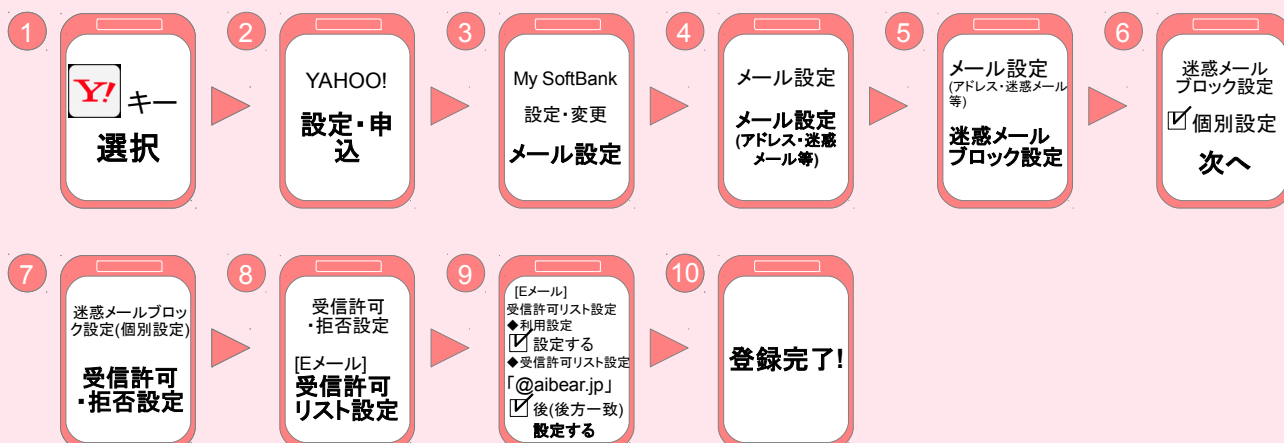 1
Y! キー
選択
2
YAHOO!
設定・申
込
3
My SoftBank
設定・変更
メール設定
4
メール設定
メール設定
(アドレス・迷惑
メール等)
5
メール設定
(アドレス・迷惑メール
等)
迷惑メール
ブロック設定
6
迷惑メール
ブロック設定
個別設定
次へ
7
迷惑メールブロッ
ク設定(個別設定)
受信許可
・拒否設定
8
受信許可
・拒否設定
[Eメール]
受信許可
リスト設定
9
[Eメール]
受信許可リスト設定
◆利用設定
設定する
◆受信許可リスト設定
「@aibear.jp」
後(後方一致)
設定する
10
登録完了!